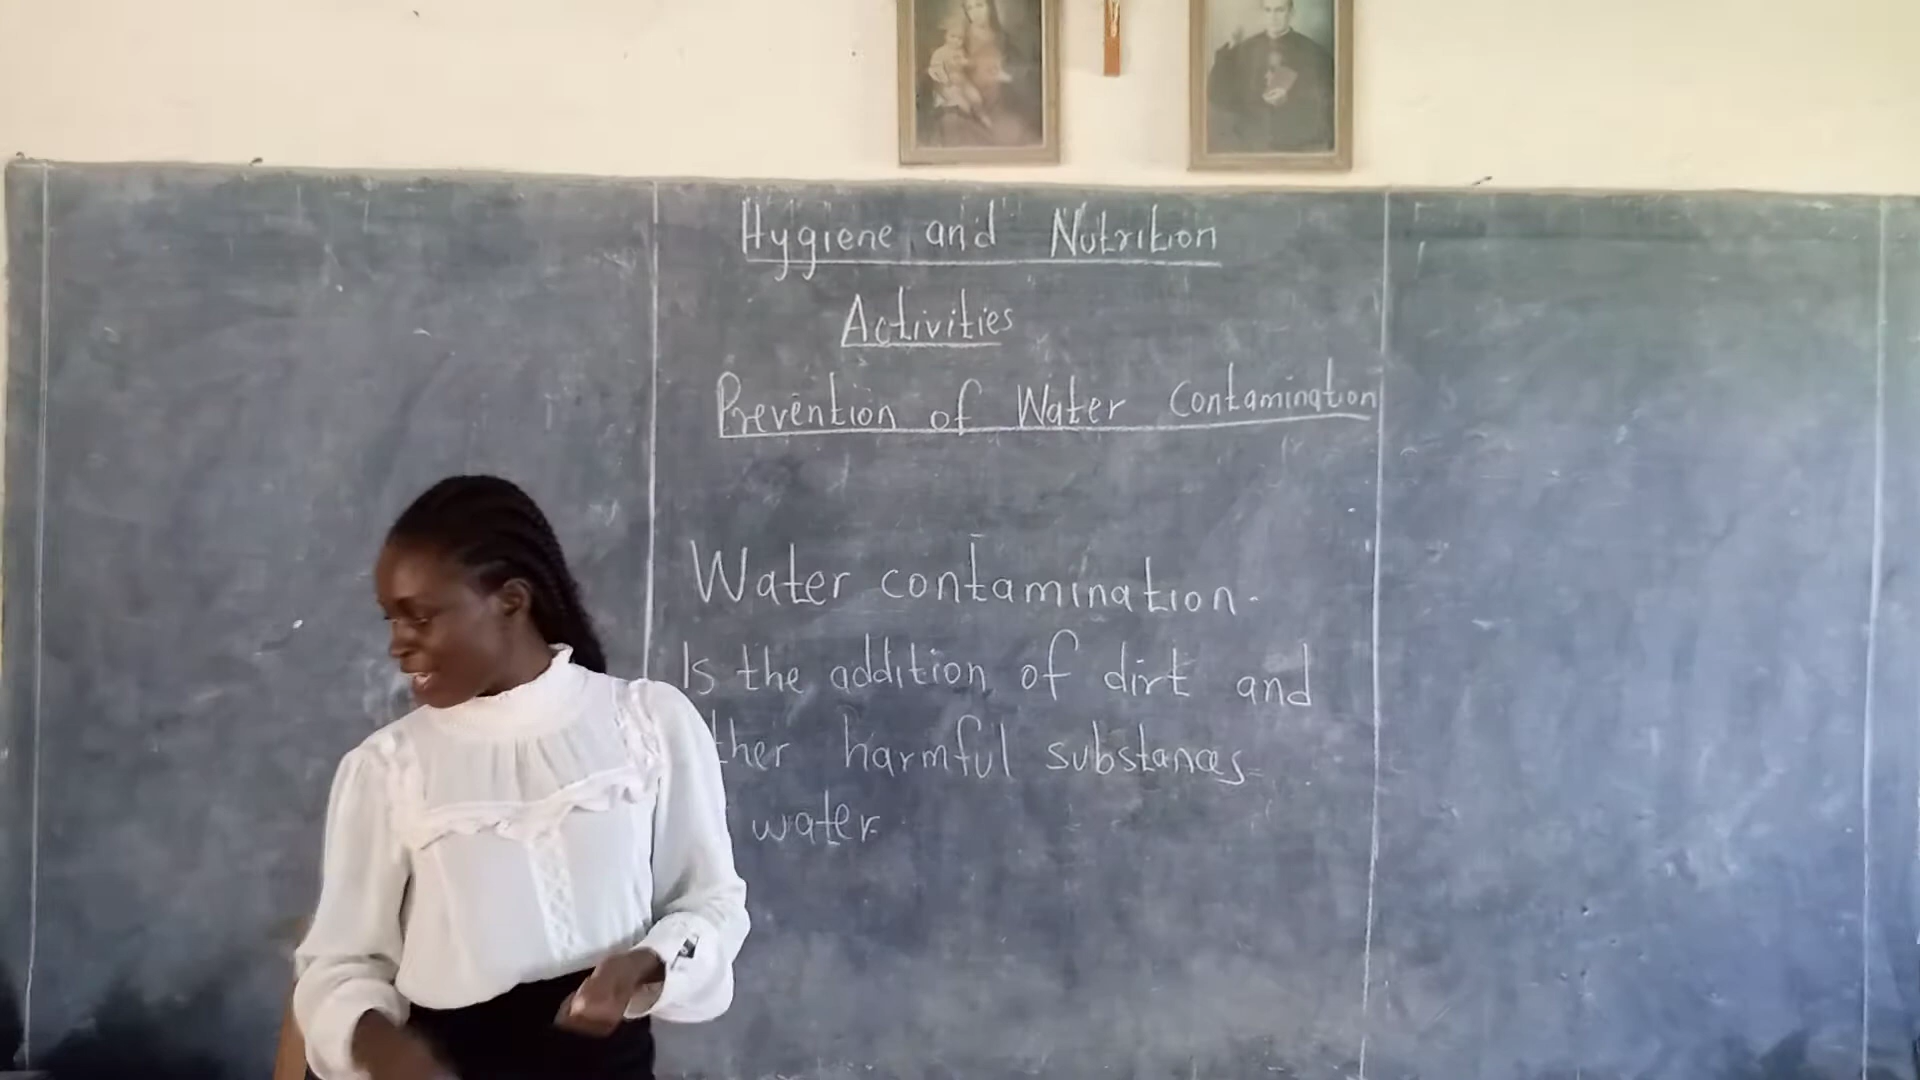 Hygiene and Nutrition
Activities
Prevention of Water Contamination
Water contamination.
Is the addition of dirt and
ther harmful substances
water.